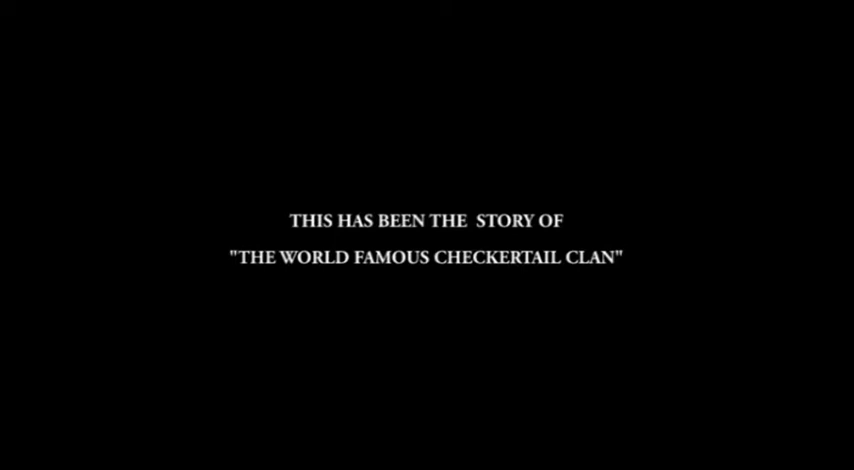 THIS HAS BEEN THE  STORY OF
"THE WORLD FAMOUS CHECKERTAIL CLAN"